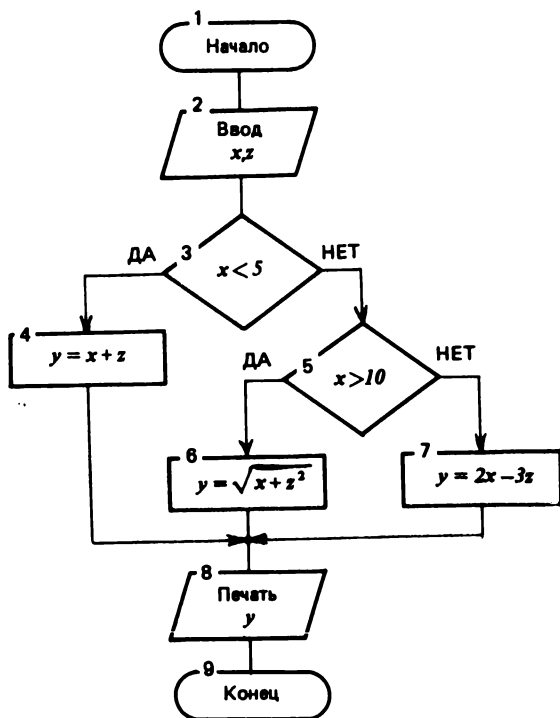 1
Начало
2
Ввод
x,z
ДА 3 НЕТ
x < 5
4
y = x + z
ДА 5 НЕТ
x>10
6
y = √x + z²
7
y = 2x – 3z
8
Печать
y
9
Конец